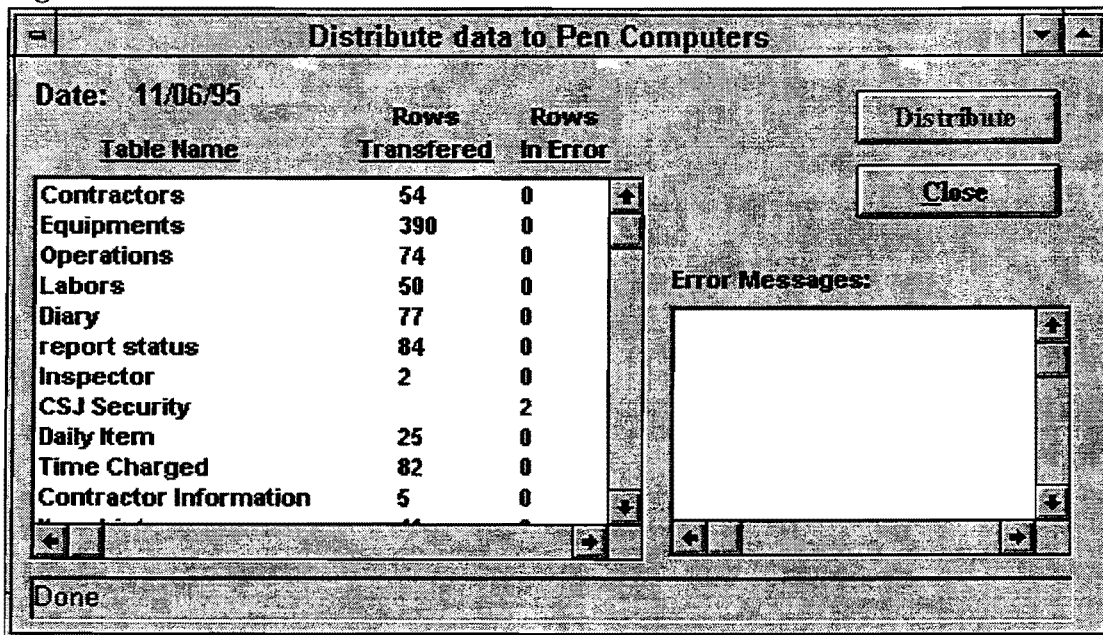 Distribute data to Pen Computers
Date: 11/06/95
Rows Rows
Table Name Transfered In Error
Distribute
Close
Contractors 54 0
Equipments 390 0
Operations 74 0
Labors 50 0
Diary 77 0
report status 84 0
Inspector 2 0
CSJ Security 2
Daily Item 25 0
Time Charged 82 0
Contractor Information 5 0
Error Messages:
Done